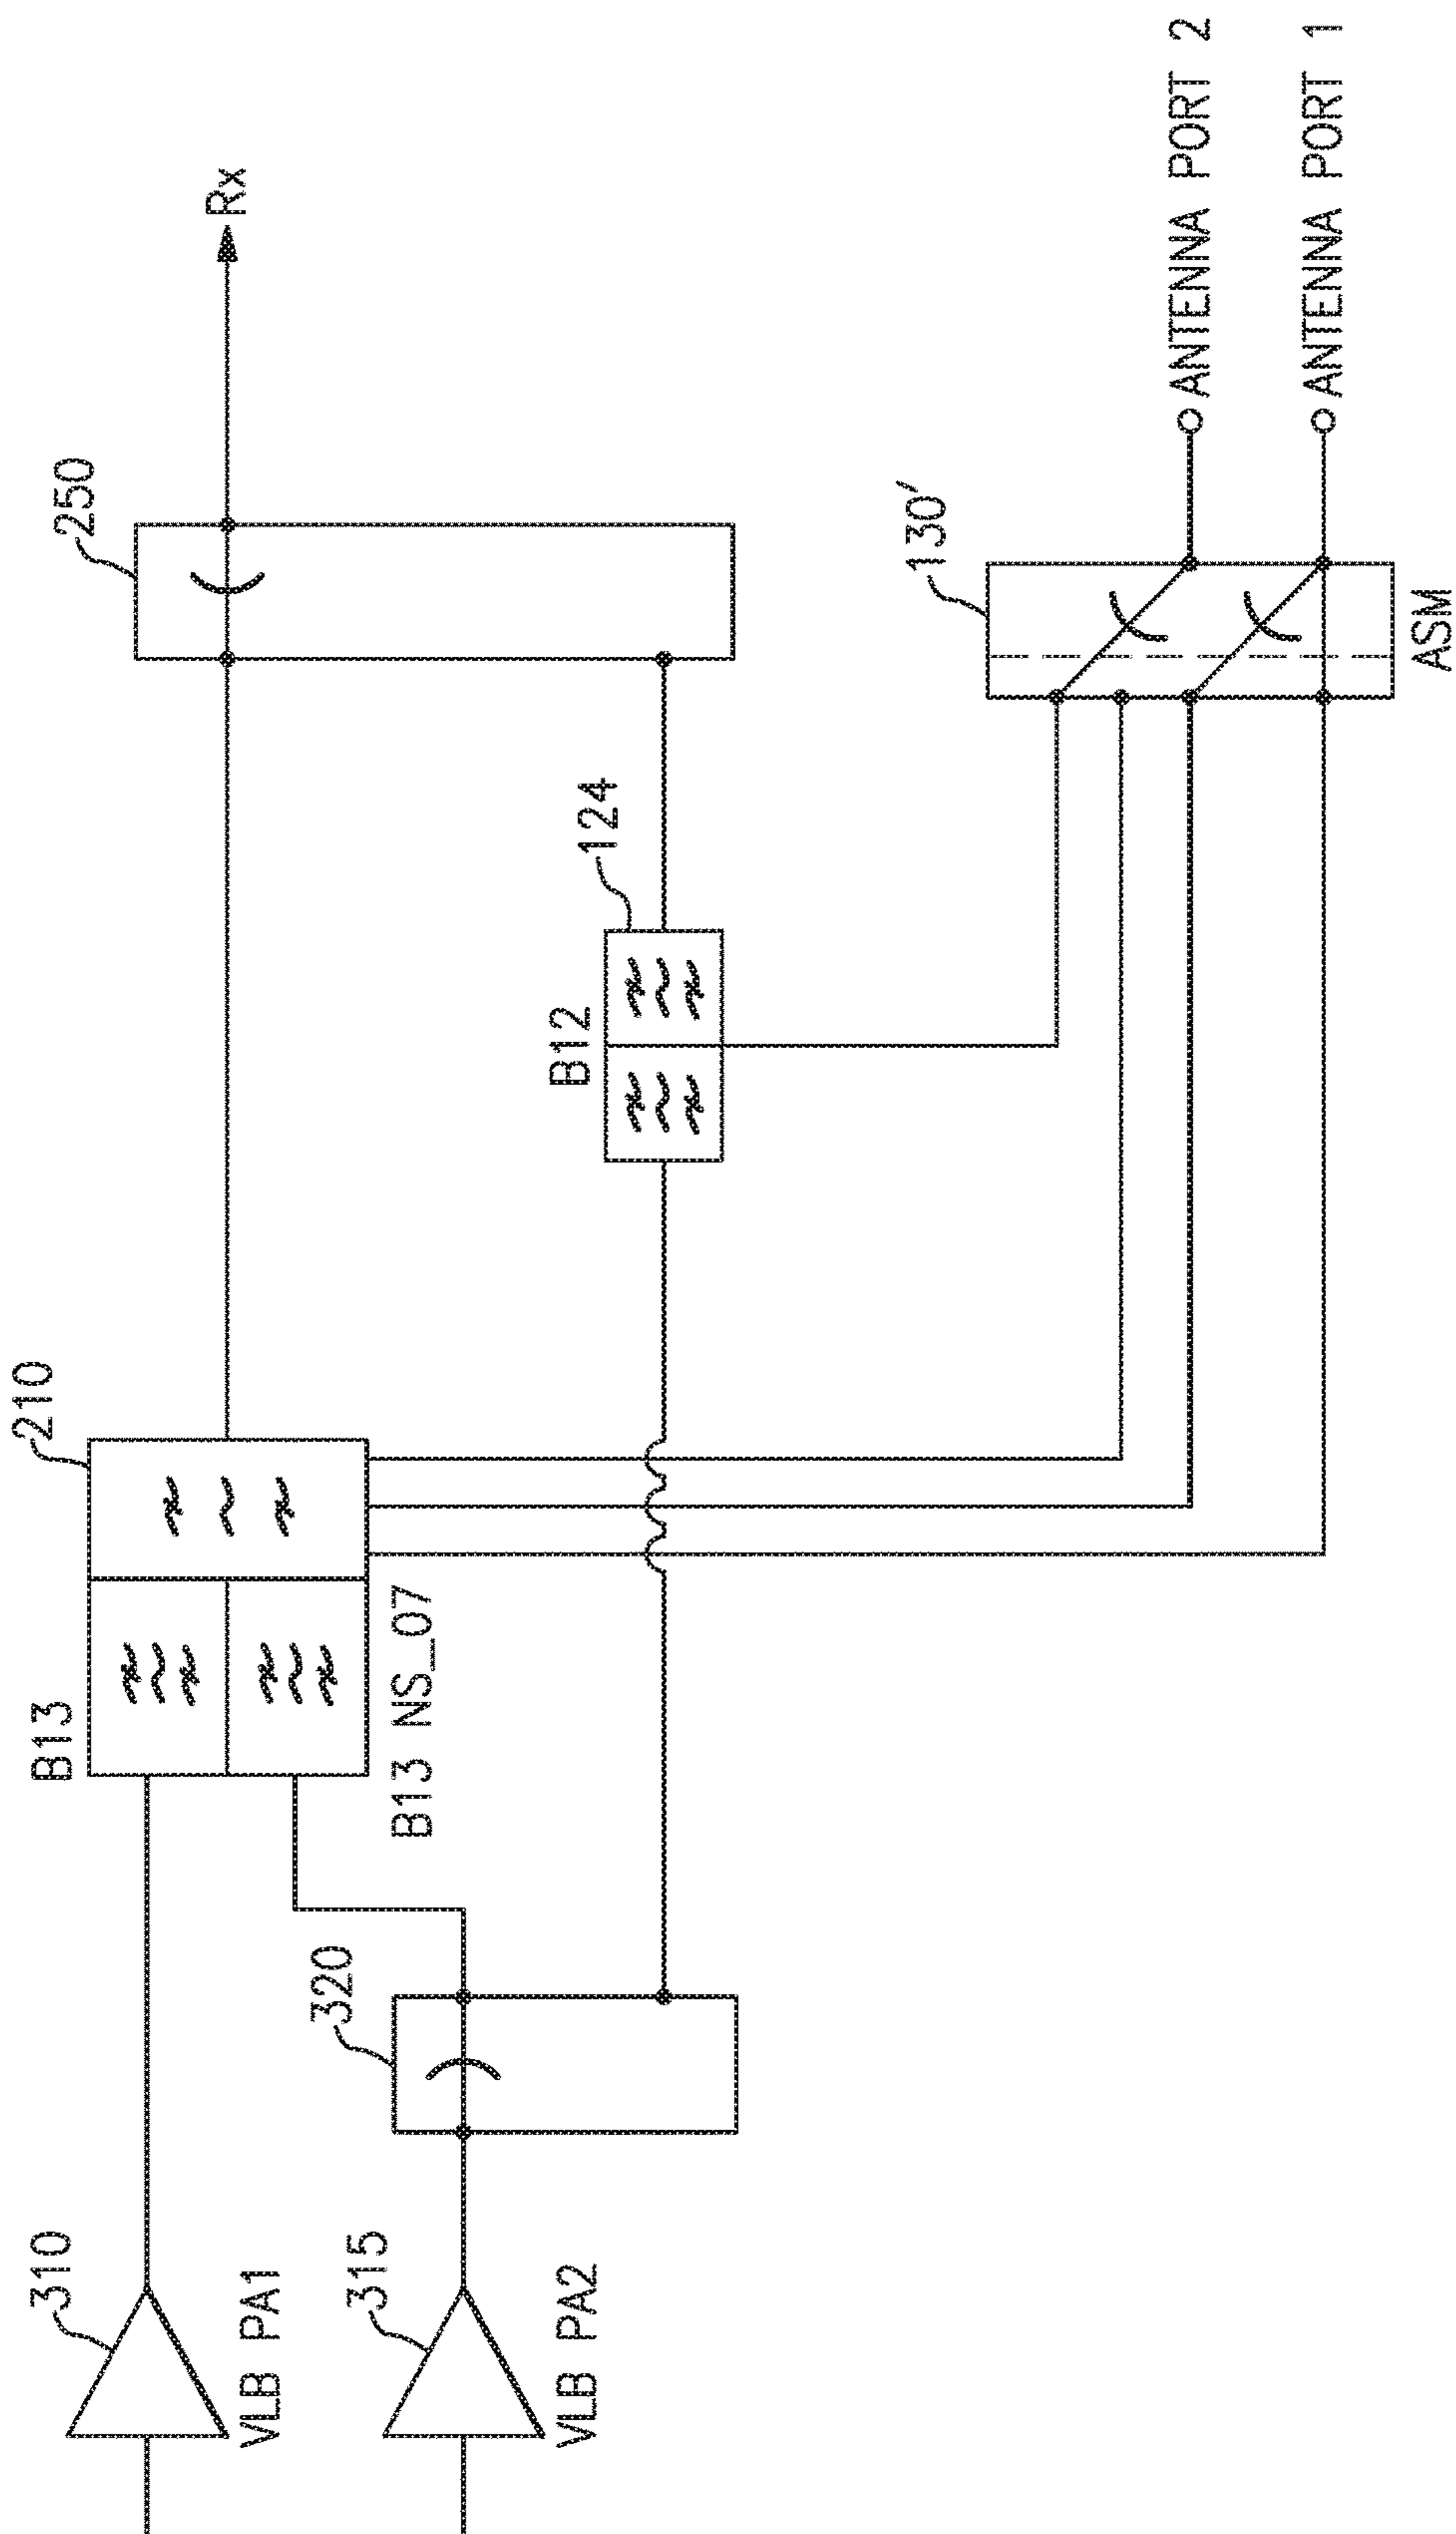 310
VLB PA1
315
VLB PA2
320
B13
210
B13 NS_07
B12
124
250
Rx
130′
ASM
ANTENNA PORT 2
ANTENNA PORT 1